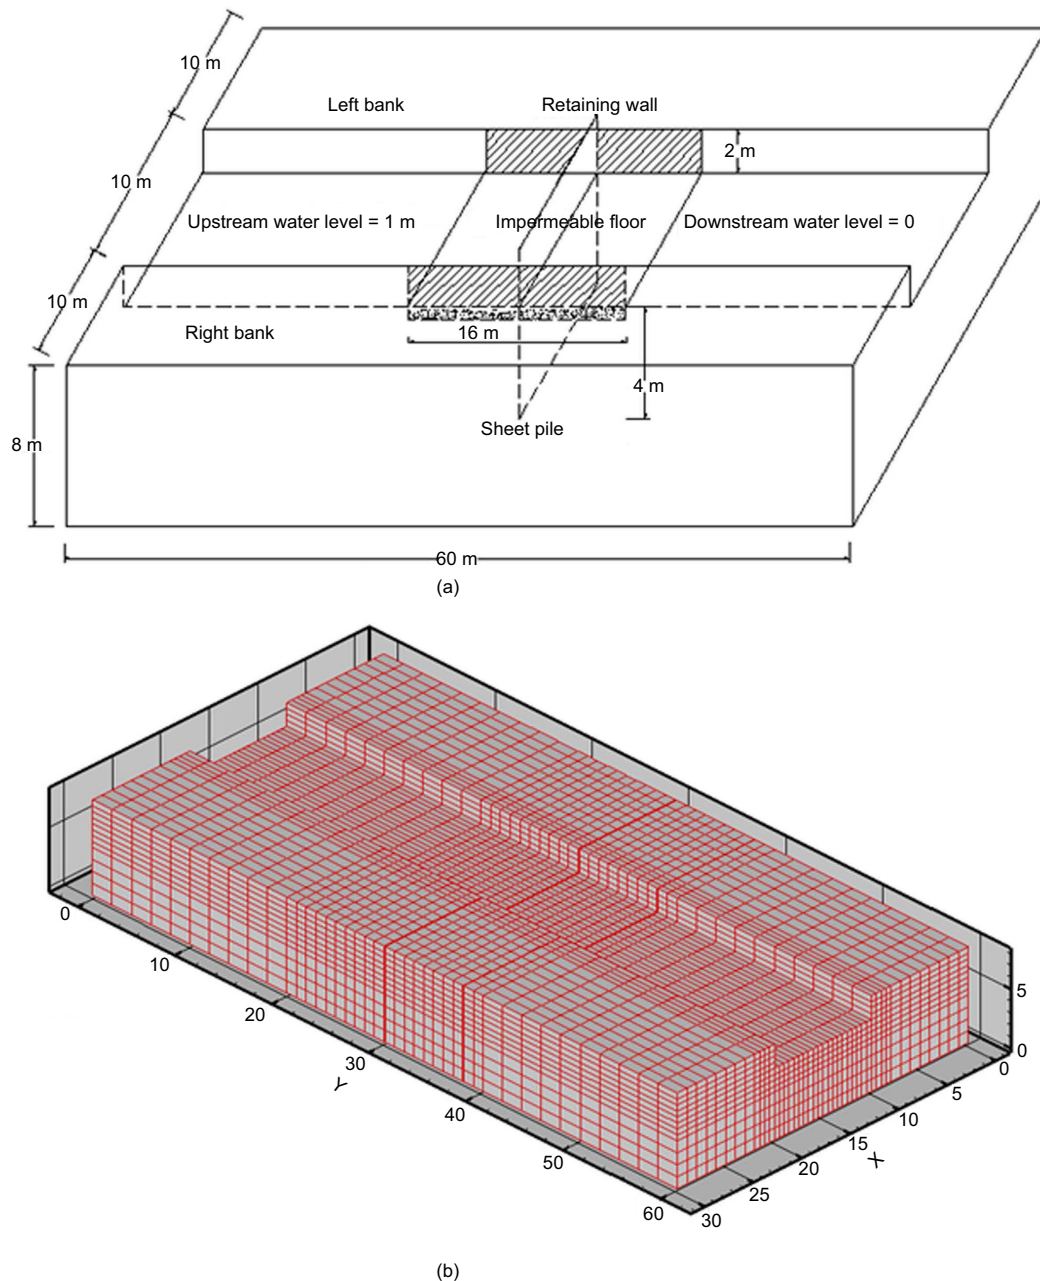 10 m
Left bank
Retaining wall
2 m
10 m
Upstream water level = 1 m
Impermeable floor
Downstream water level = 0
10 m
Right bank
16 m
4 m
Sheet pile
8 m
60 m
(a)
0
10
20
30
40
50
60
Y
5
0
0
5
10
15
20
25
30
X
(b)